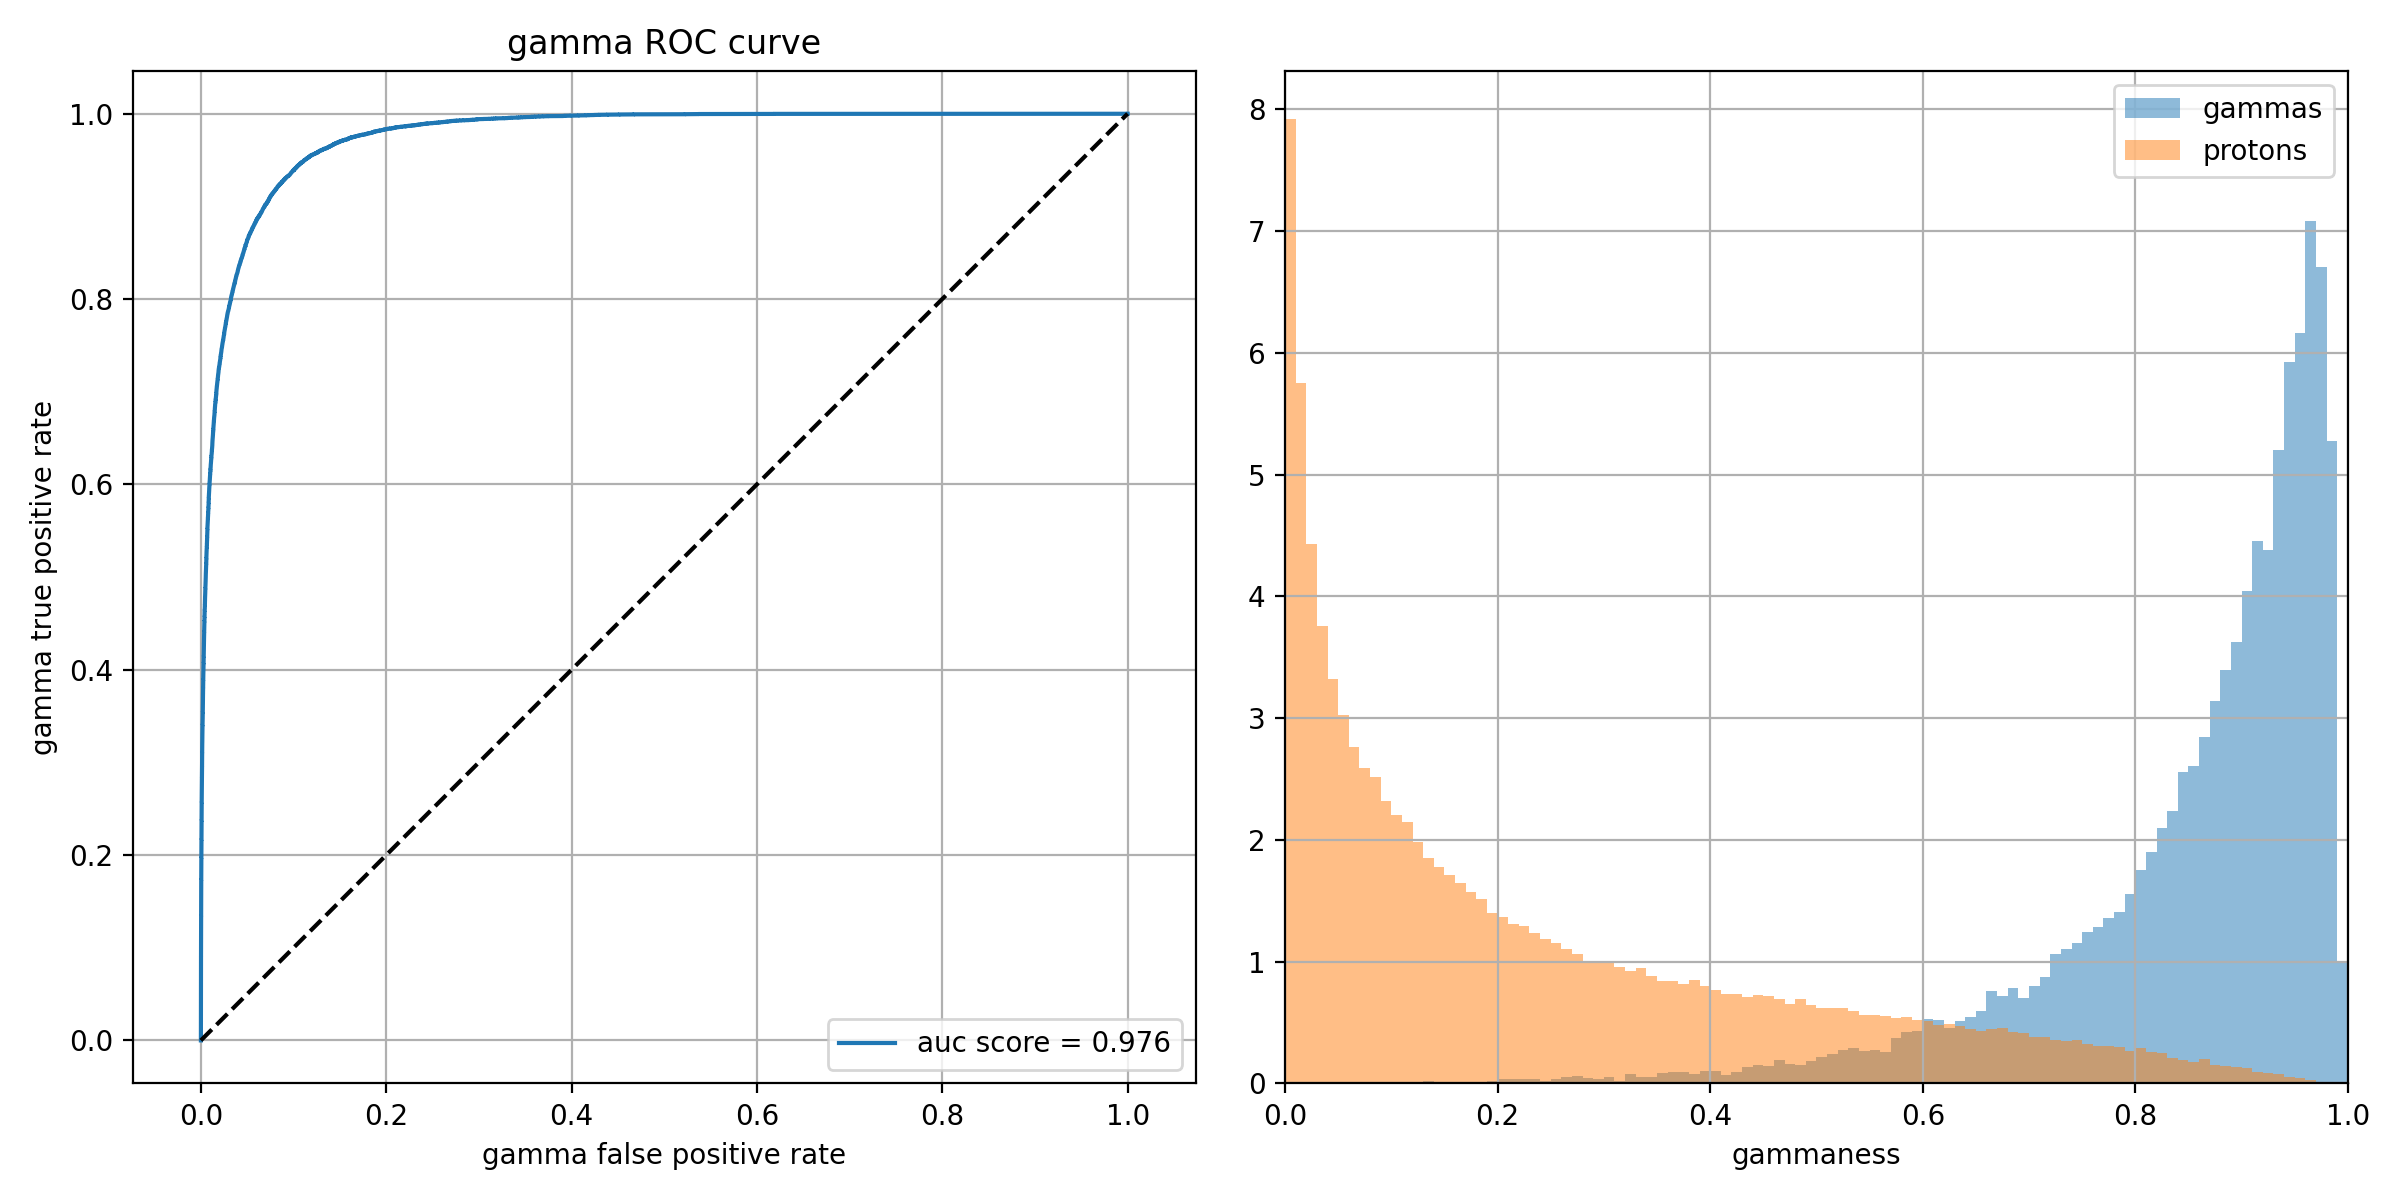 gamma ROC curve
gamma true positive rate
1.0
0.8
0.6
0.4
0.2
0.0
0.0 0.2 0.4 0.6 0.8 1.0
gamma false positive rate
auc score = 0.976
8
7
6
5
4
3
2
1
0
0.0 0.2 0.4 0.6 0.8 1.0
gammaness
gammas
protons